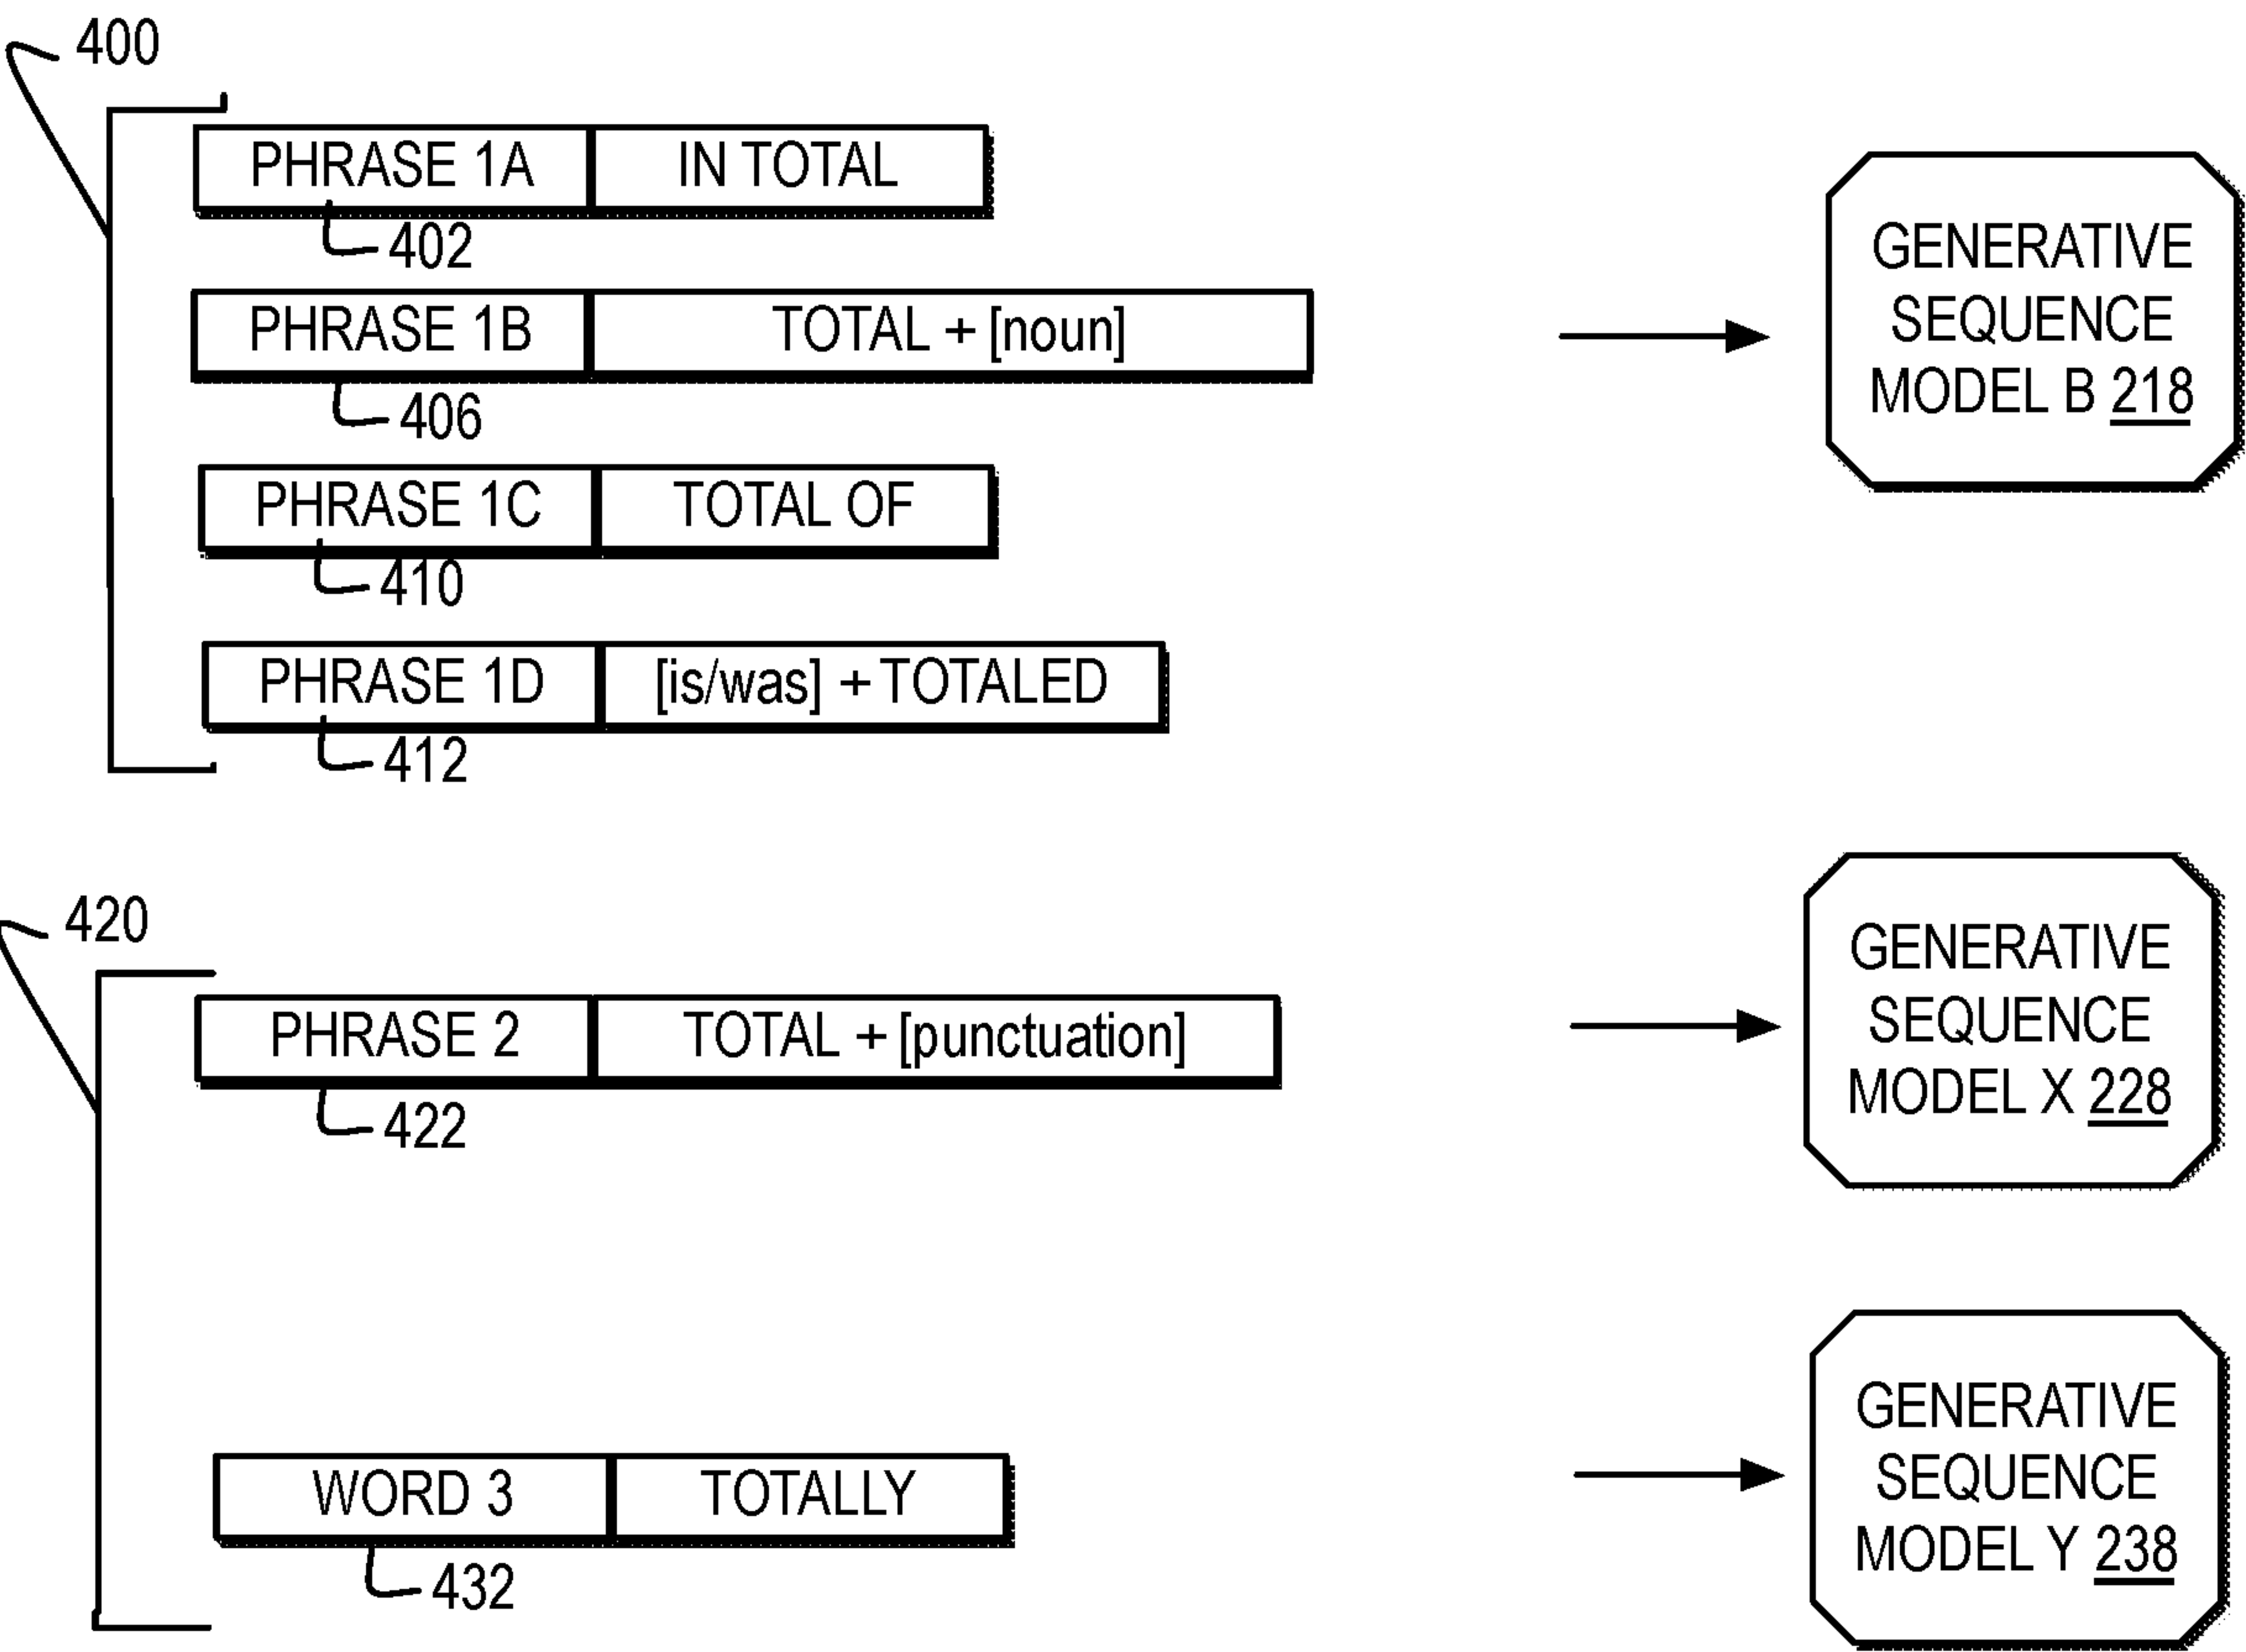 400
PHRASE 1A IN TOTAL
402
PHRASE 1B TOTAL + [noun]
406
PHRASE 1C TOTAL OF
410
PHRASE 1D [is/was] + TOTALED
412
GENERATIVE
SEQUENCE
MODEL B 218
420
PHRASE 2 TOTAL + [punctuation]
422
GENERATIVE
SEQUENCE
MODEL X 228
WORD 3 TOTALLY
432
GENERATIVE
SEQUENCE
MODEL Y 238